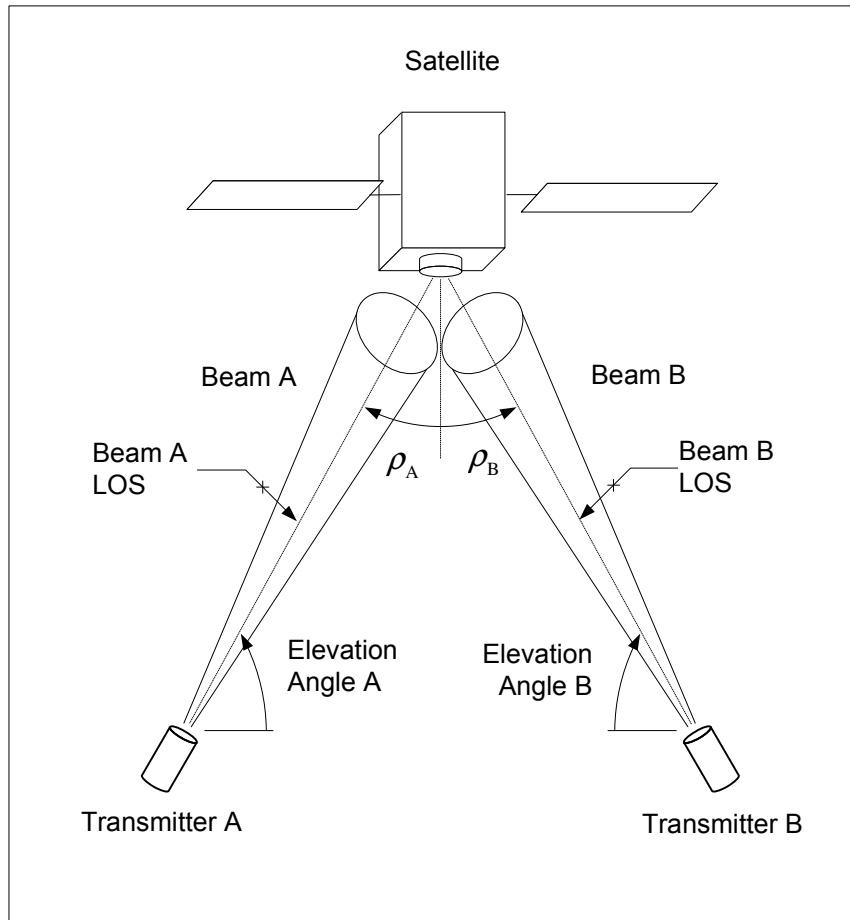 Satellite
Beam A
Beam B
Beam A
LOS
ρA
ρB
Beam B
LOS
Elevation
Angle A
Elevation
Angle B
Transmitter A
Transmitter B